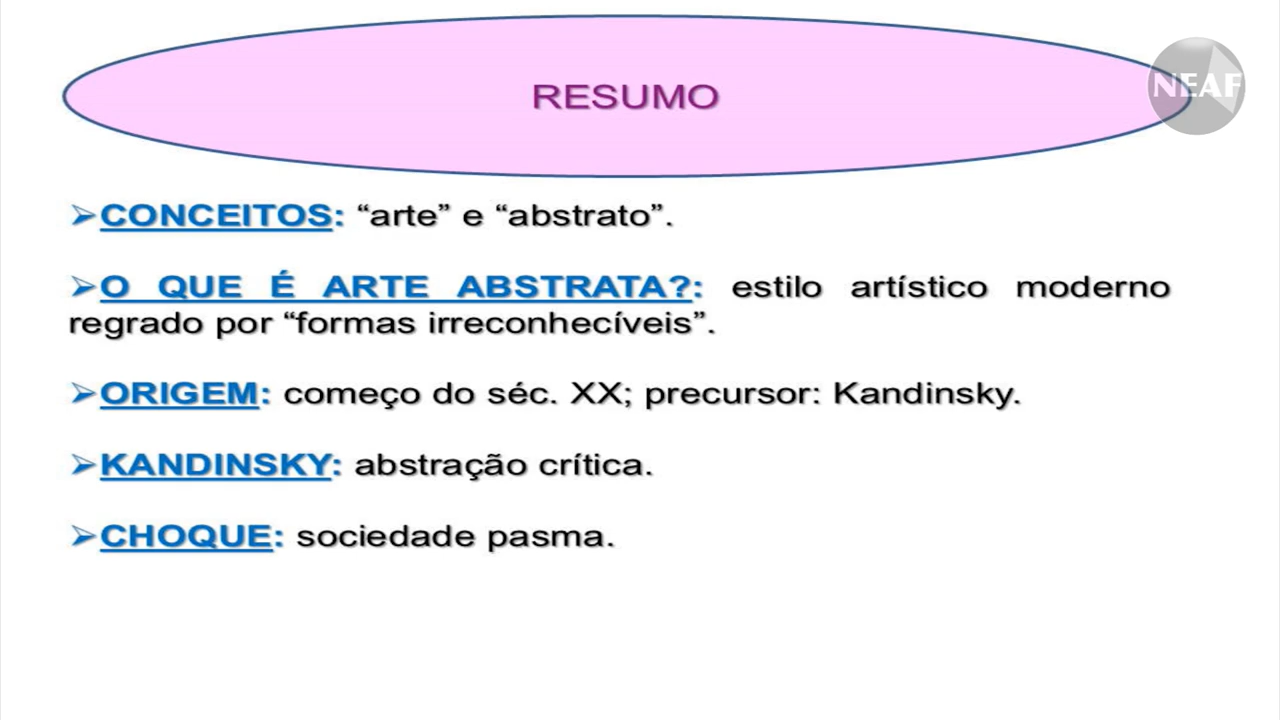 RESUMO
NEAF
➢CONCEITOS: “arte” e “abstrato”.
➢O QUE É ARTE ABSTRATA?: estilo artístico moderno
regrado por “formas irreconhecíveis”.
➢ORIGEM: começo do séc. XX; precursor: Kandinsky.
➢KANDINSKY: abstração crítica.
➢CHOQUE: sociedade pasma.